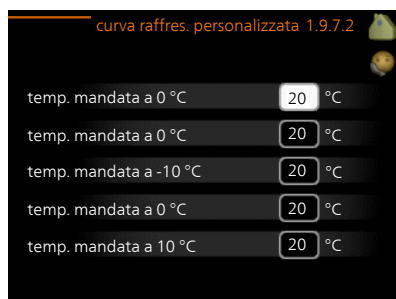 curva raffres. personalizzata 1.9.7.2
temp. mandata a 0 °C 20 °C
temp. mandata a 0 °C 20 °C
temp. mandata a -10 °C 20 °C
temp. mandata a 0 °C 20 °C
temp. mandata a 10 °C 20 °C